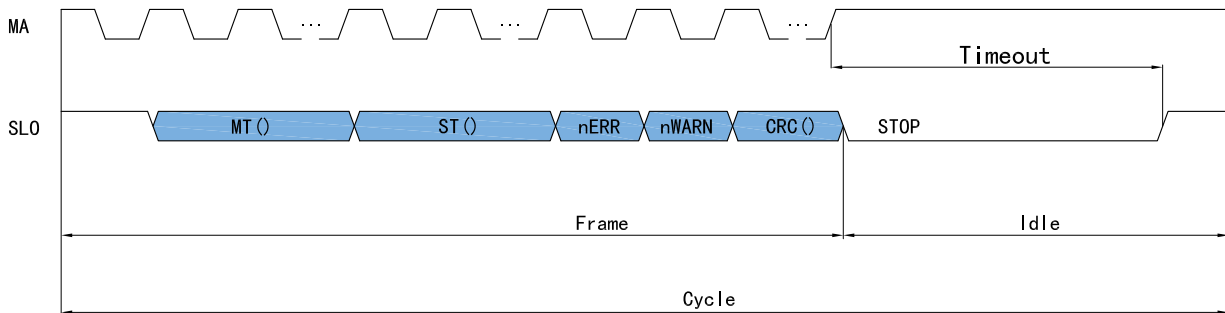 MA
... ... ...
Timeout
SLO
MT() ST() nERR nWARN CRC() STOP
Frame Idle
Cycle